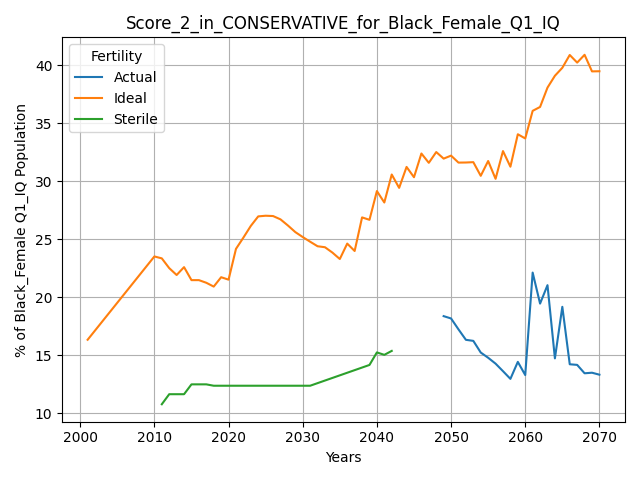 Score_2_in_CONSERVATIVE_for_Black_Female_Q1_IQ
Fertility
Actual
Ideal
Sterile
% of Black_Female Q1_IQ Population
40
35
30
25
20
15
10
2000 2010 2020 2030 2040 2050 2060 2070
Years